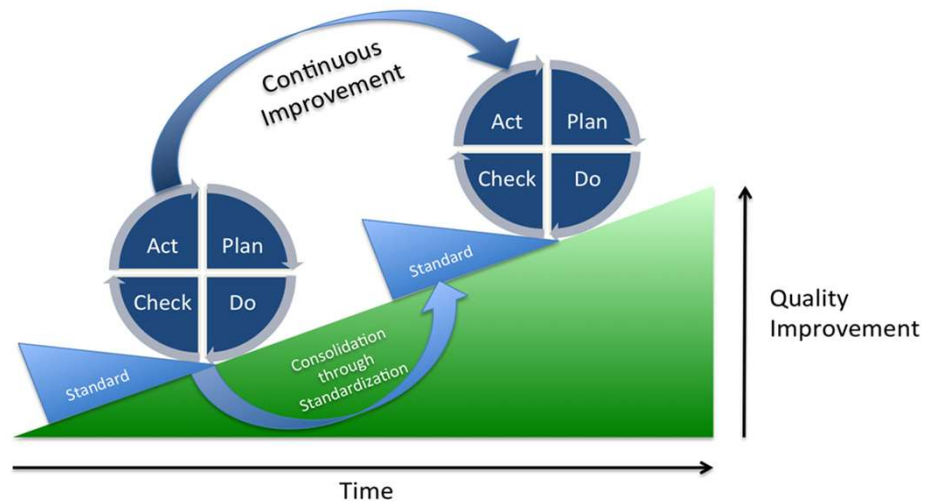 Continuous
Improvement
Act
Plan
Check
Do
Act
Plan
Check
Do
Standard
Standard
Consolidation
through
Standardization
Quality
Improvement
Time